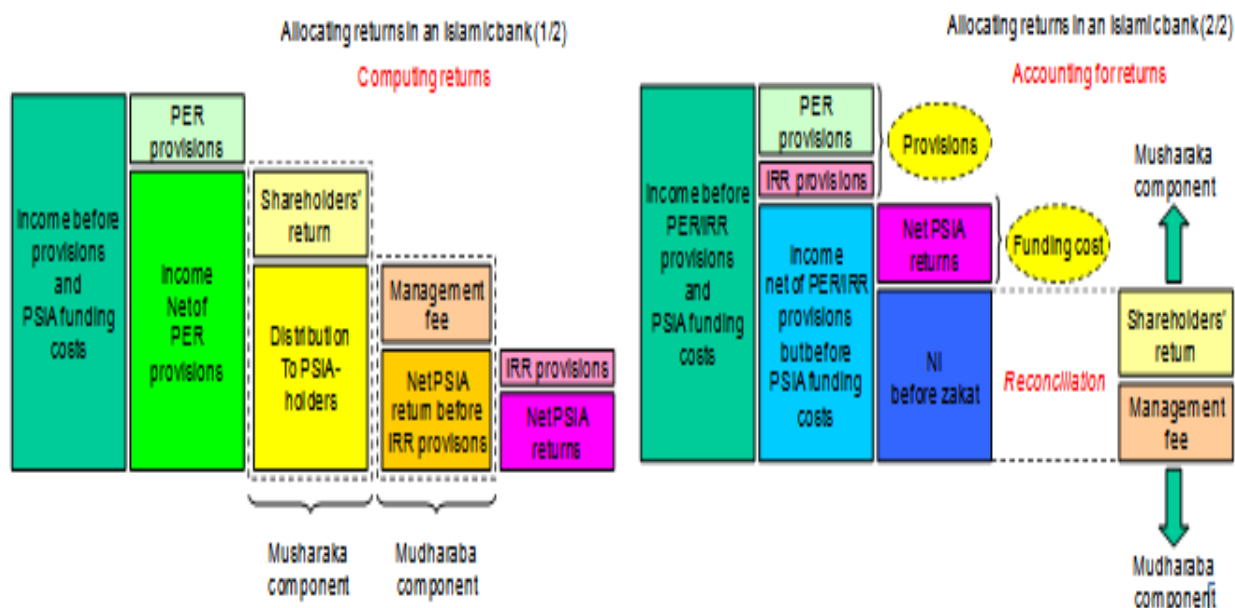 Allocating returns in an Islamic bank (1/2)
Computing returns
Income before
provisions
and
PSIA funding
costs
PER
provisions
Income
Net of
PER
provisions
Shareholders'
return
Distribution
To PSIA-
holders
Management
fee
Net PSIA
return before
IRR provisons
IRR provisions
Net PSIA
returns
Musharaka
component
Mudharaba
component
Allocating returns in an Islamic bank (2/2)
Accounting for returns
Income before
PER/IRR
provisions
and
PSIA funding
costs
PER
provisions
IRR provisions
Provisions
Income
net of PER/IRR
provisions
but before
PSIA funding
costs
Net PSIA
returns
Funding cost
NI
before zakat
Reconciliation
Musharaka
component
Shareholders'
return
Management
fee
Mudharaba
component